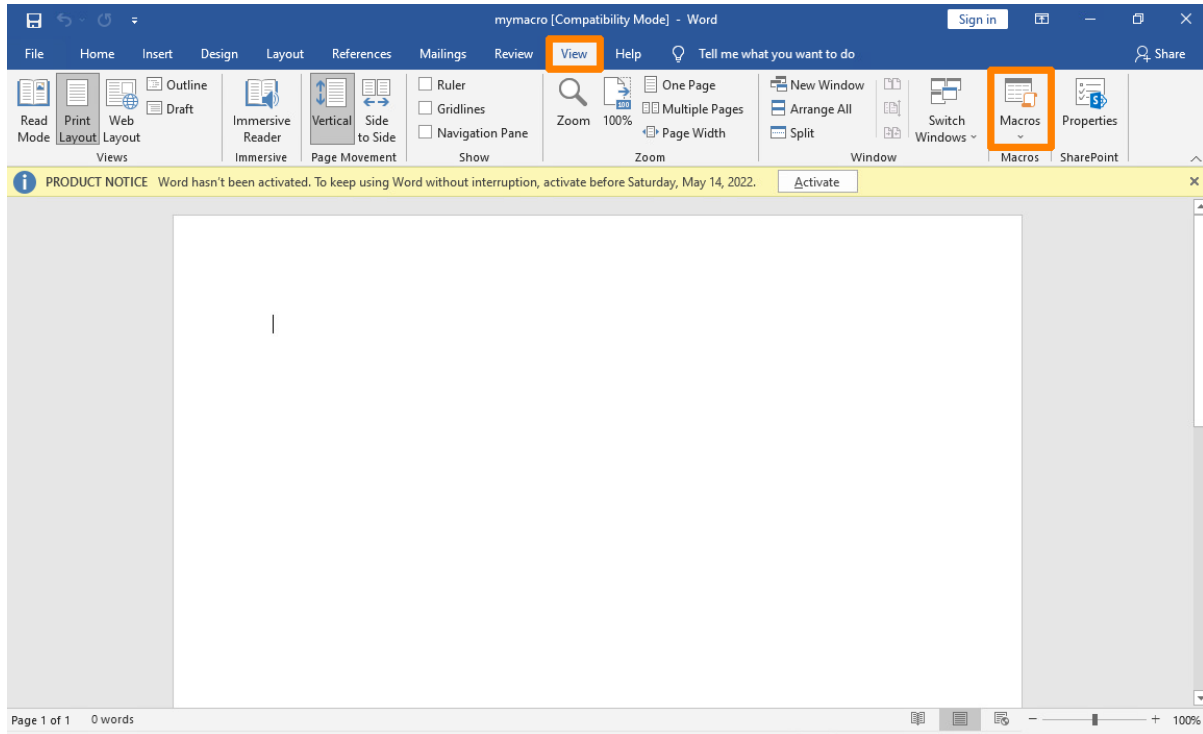 mymacro [Compatibility Mode] - Word
Sign in
File Home Insert Design Layout References Mailings Review View Help Tell me what you want to do Share
Read Mode
Print Layout
Web Layout
Outline
Draft
Views
Immersive Reader
Immersive
Vertical
Side to Side
Page Movement
Ruler
Gridlines
Navigation Pane
Show
Zoom
100
100%
One Page
Multiple Pages
Page Width
Zoom
New Window
Arrange All
Split
Switch Windows
Window
Macros
Macros
Properties
SharePoint
PRODUCT NOTICE Word hasn't been activated. To keep using Word without interruption, activate before Saturday, May 14, 2022. Activate
Page 1 of 1 0 words 100%